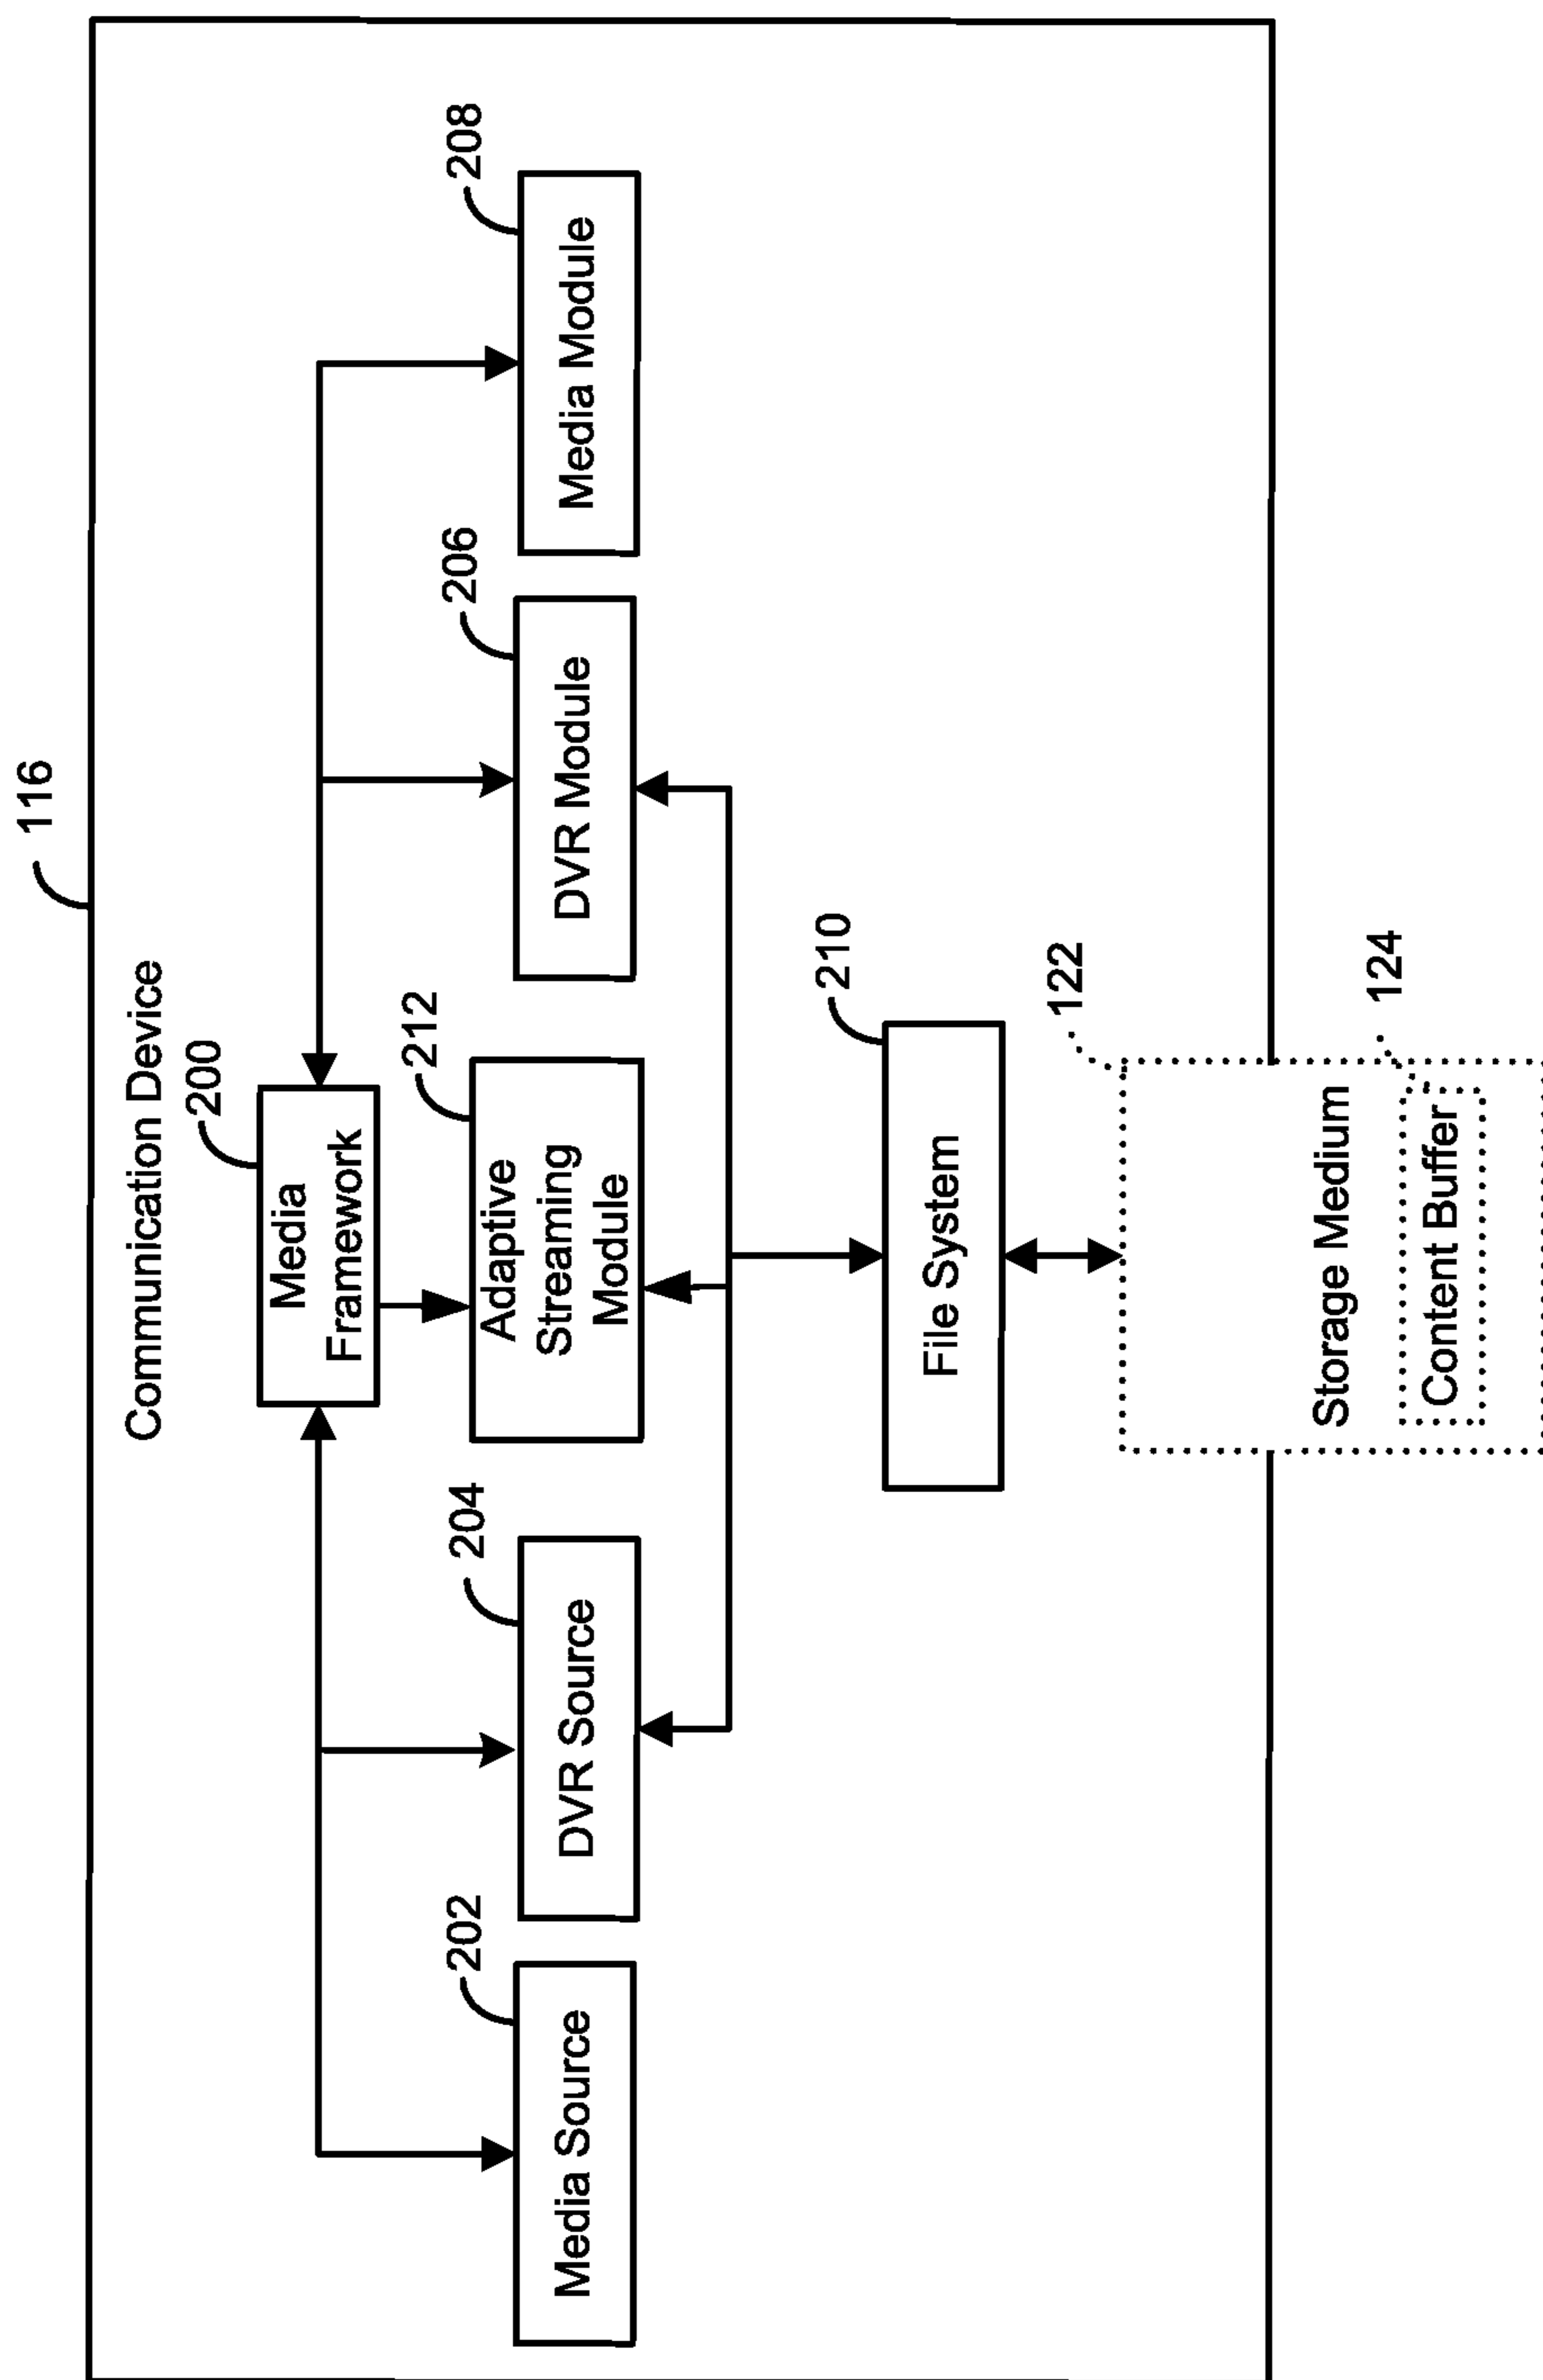 116
Communication Device
200
Media
Framework
202
204
212
206
208
Media Source
DVR Source
Adaptive
Streaming
Module
DVR Module
Media Module
210
File System
122
Storage Medium
124
Content Buffer